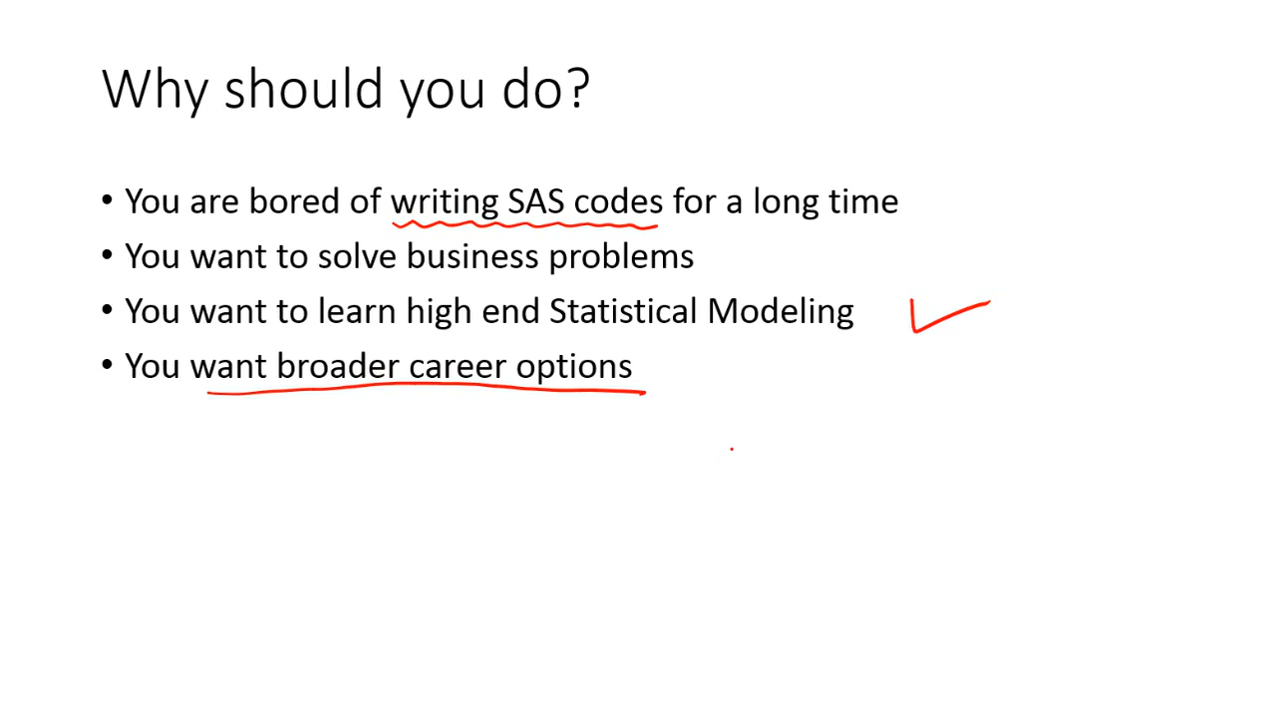 Why should you do?
• You are bored of writing SAS codes for a long time
• You want to solve business problems
• You want to learn high end Statistical Modeling
• You want broader career options